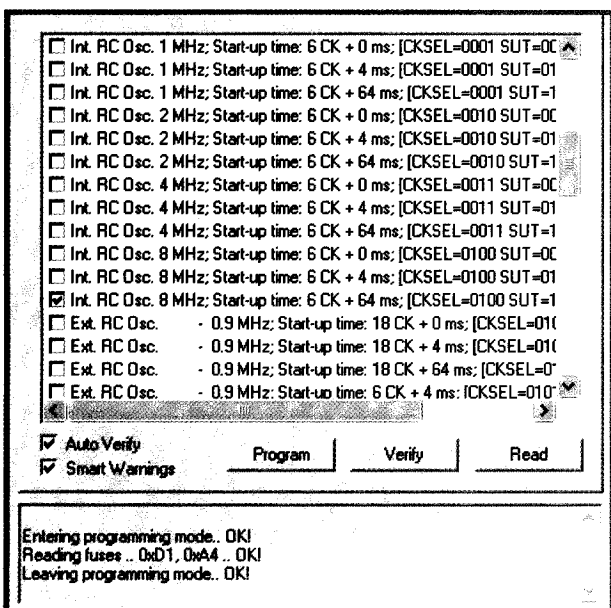 Int. RC Osc. 1 MHz; Start-up time: 6 CK + 0 ms; [CKSEL=0001 SUT=00
Int. RC Osc. 1 MHz; Start-up time: 6 CK + 4 ms; [CKSEL=0001 SUT=01
Int. RC Osc. 1 MHz; Start-up time: 6 CK + 64 ms; [CKSEL=0001 SUT=1
Int. RC Osc. 2 MHz; Start-up time: 6 CK + 0 ms; [CKSEL=0010 SUT=00
Int. RC Osc. 2 MHz; Start-up time: 6 CK + 4 ms; [CKSEL=0010 SUT=01
Int. RC Osc. 2 MHz; Start-up time: 6 CK + 64 ms; [CKSEL=0010 SUT=1
Int. RC Osc. 4 MHz; Start-up time: 6 CK + 0 ms; [CKSEL=0011 SUT=00
Int. RC Osc. 4 MHz; Start-up time: 6 CK + 4 ms; [CKSEL=0011 SUT=01
Int. RC Osc. 4 MHz; Start-up time: 6 CK + 64 ms; [CKSEL=0011 SUT=1
Int. RC Osc. 8 MHz; Start-up time: 6 CK + 0 ms; [CKSEL=0100 SUT=00
Int. RC Osc. 8 MHz; Start-up time: 6 CK + 4 ms; [CKSEL=0100 SUT=01
Int. RC Osc. 8 MHz; Start-up time: 6 CK + 64 ms; [CKSEL=0100 SUT=1
Ext. RC Osc. - 0.9 MHz; Start-up time: 18 CK + 0 ms; [CKSEL=010
Ext. RC Osc. - 0.9 MHz; Start-up time: 18 CK + 4 ms; [CKSEL=010
Ext. RC Osc. - 0.9 MHz; Start-up time: 18 CK + 64 ms; [CKSEL=0
Ext. RC Osc. - 0.9 MHz; Start-up time: 6 CK + 4 ms; [CKSEL=010
Auto Verify
Smart Warnings
Program Verify Read
Entering programming mode.. OK!
Reading fuses .. 0xD1, 0xA4 .. OK!
Leaving programming mode.. OK!